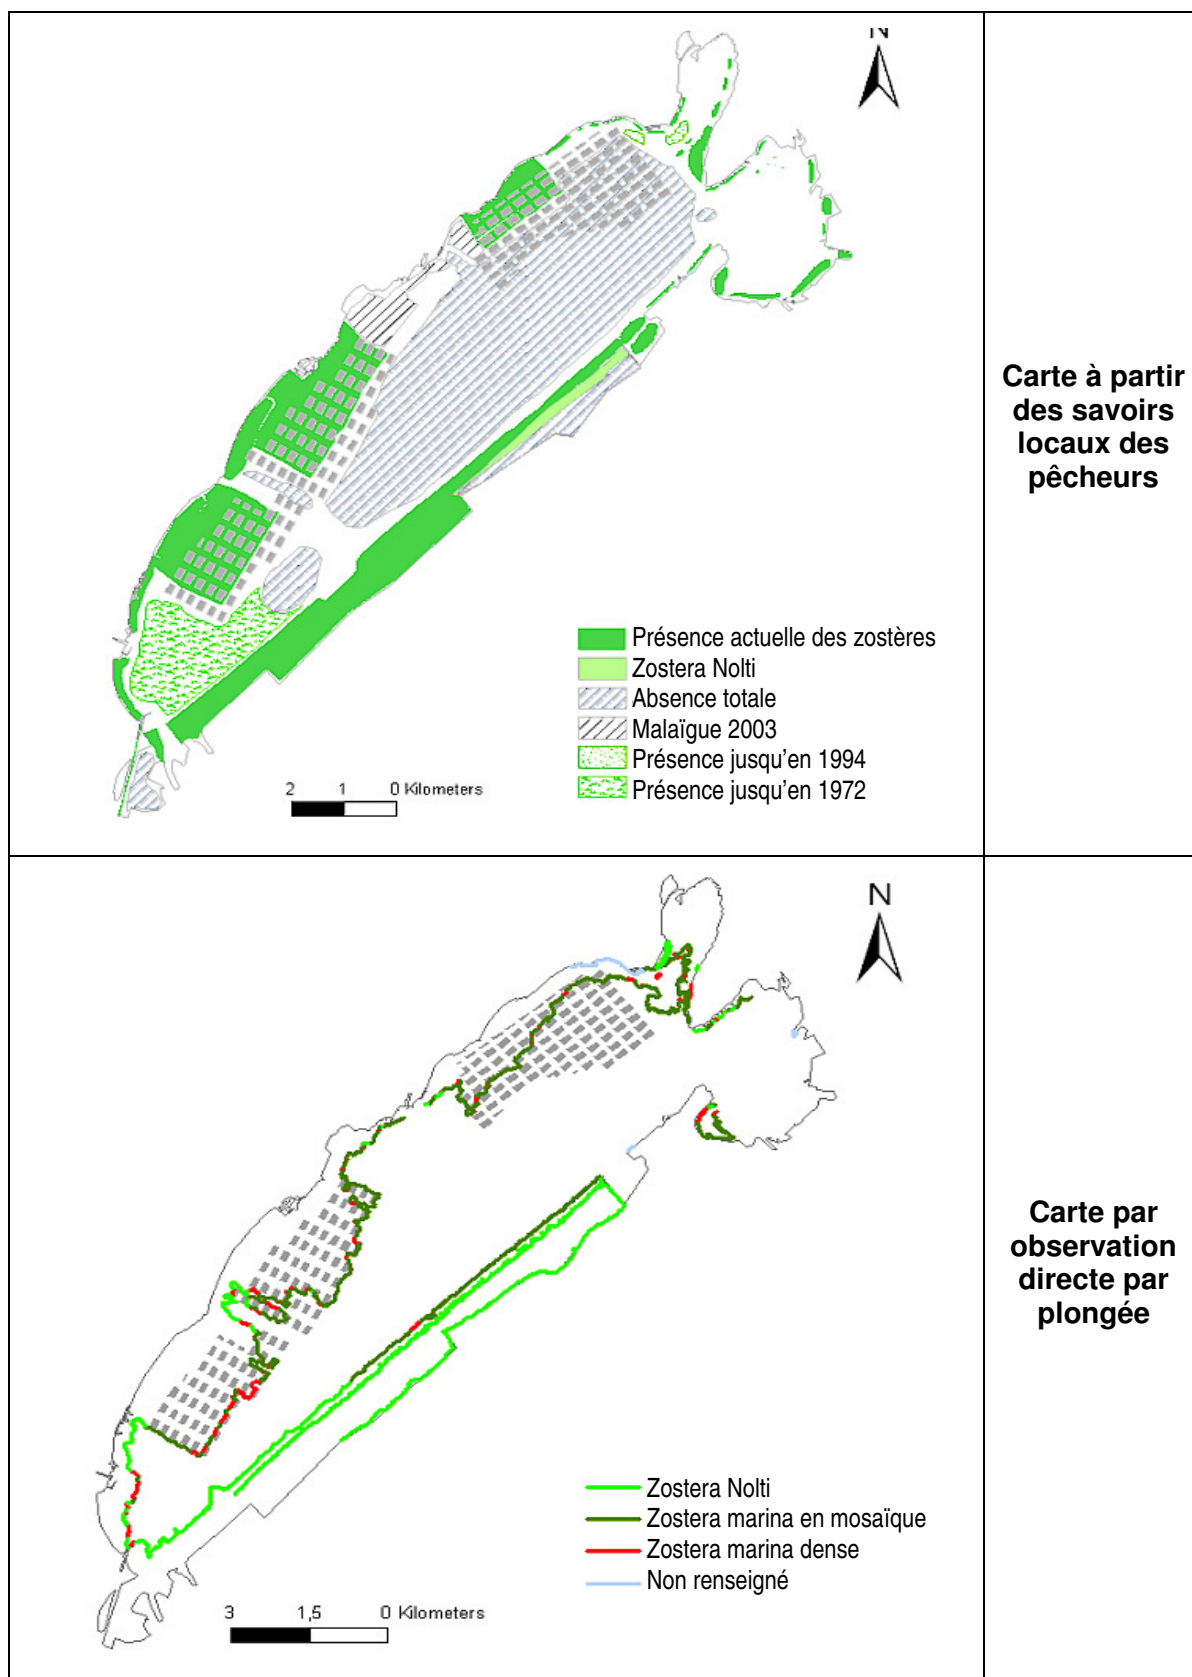 N
Carte à partir
des savoirs
locaux des
pêcheurs
Présence actuelle des zostères
Zostera Nolti
Absence totale
Malaïgue 2003
Présence jusqu'en 1994
Présence jusqu'en 1972
2 1 0 Kilometers
N
Carte par
observation
directe par
plongée
Zostera Nolti
Zostera marina en mosaïque
Zostera marina dense
Non renseigné
3 1,5 0 Kilometers